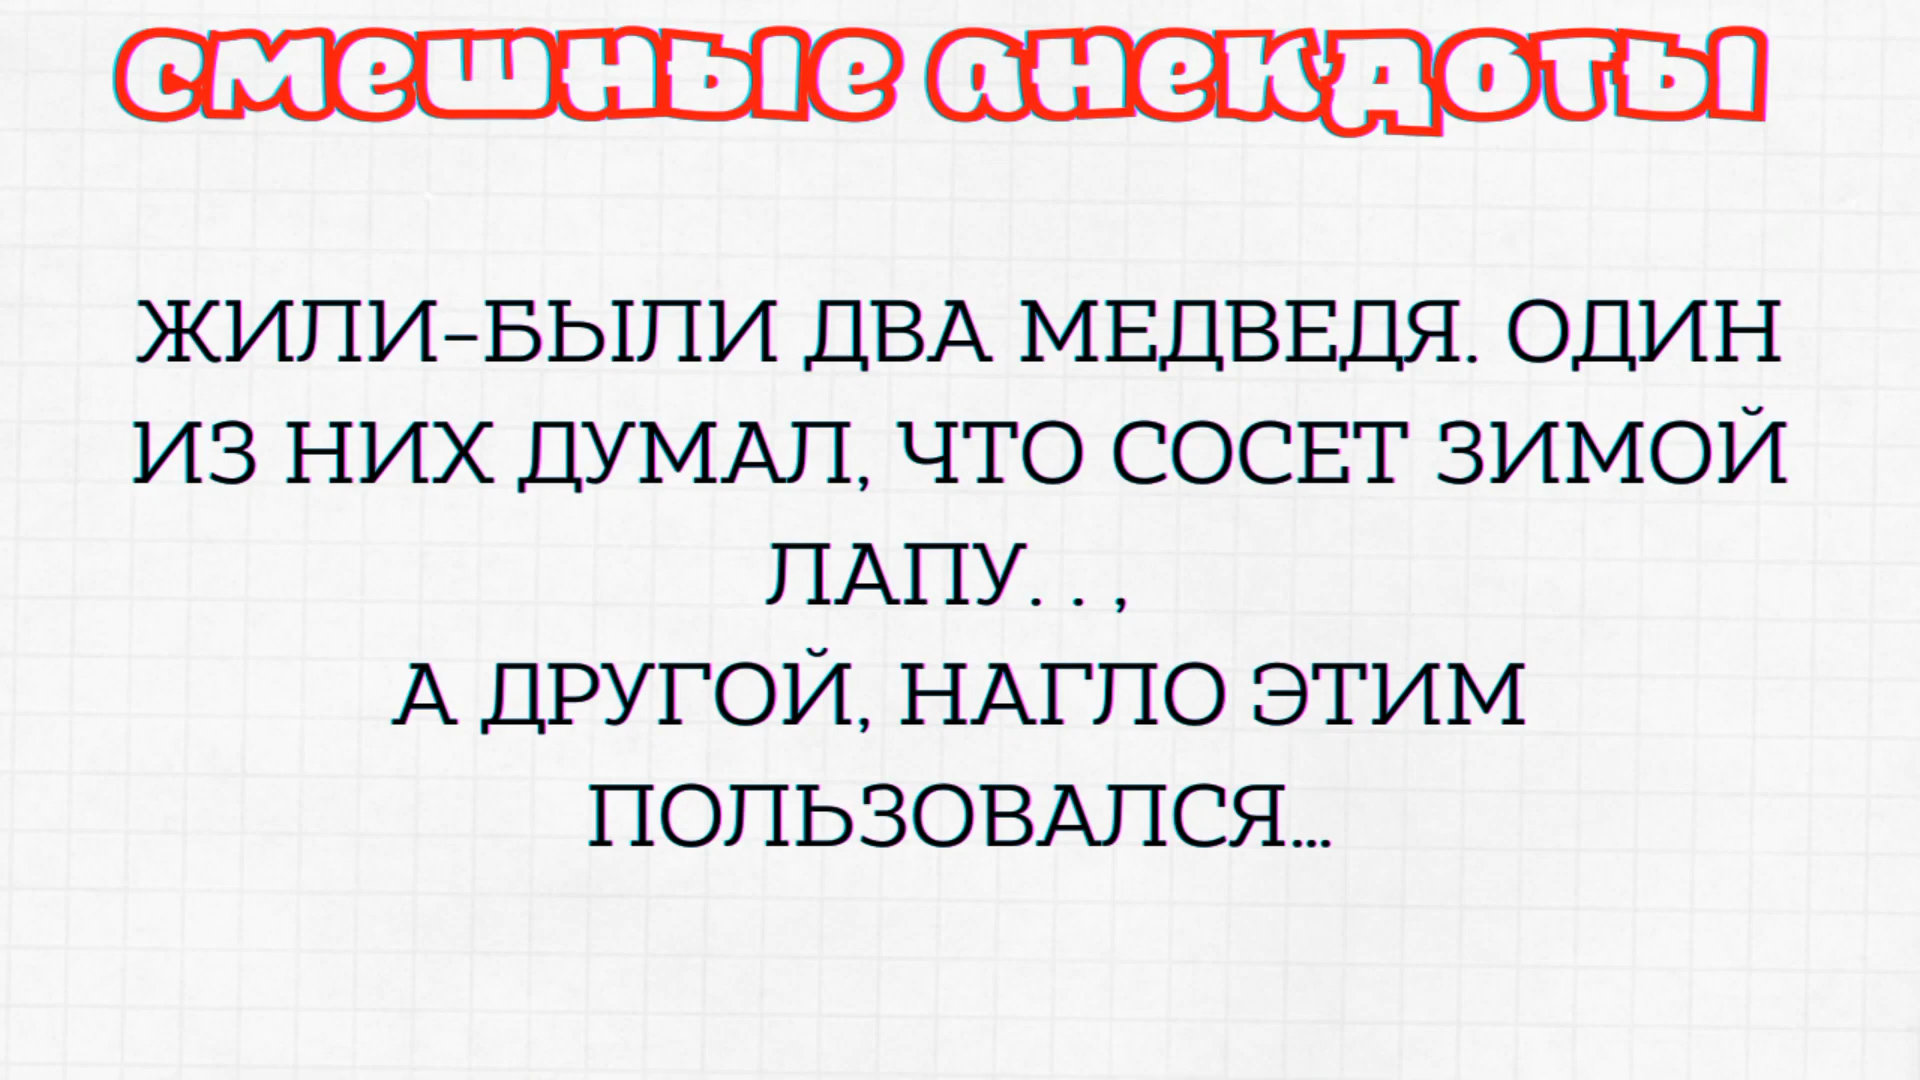 смешные анекдоты
ЖИЛИ-БЫЛИ ДВА МЕДВЕДЯ. ОДИН
ИЗ НИХ ДУМАЛ, ЧТО СОСЕТ ЗИМОЙ
ЛАПУ. . ,
А ДРУГОЙ, НАГЛО ЭТИМ
ПОЛЬЗОВАЛСЯ...